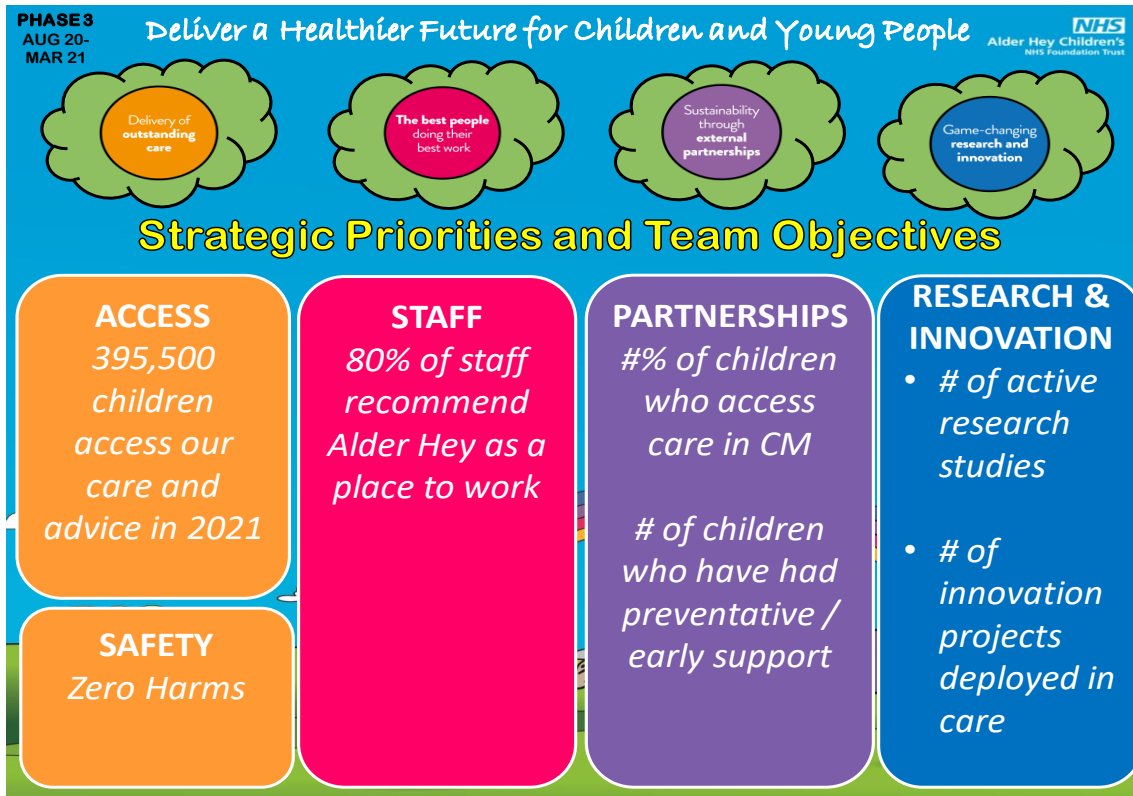 PHASE 3
AUG 20-
MAR 21
Deliver a Healthier Future for Children and Young People
NHS
Alder Hey Children's
NHS Foundation Trust
Delivery of
outstanding
care
The best people
doing their
best work
Sustainability
through
external
partnerships
Game-changing
research and
innovation
Strategic Priorities and Team Objectives
ACCESS
395,500
children
access our
care and
advice in 2021
SAFETY
Zero Harms
STAFF
80% of staff
recommend
Alder Hey as a
place to work
PARTNERSHIPS
#% of children
who access
care in CM
# of children
who have had
preventative /
early support
RESEARCH &
INNOVATION
• # of active
research
studies
• # of
innovation
projects
deployed in
care